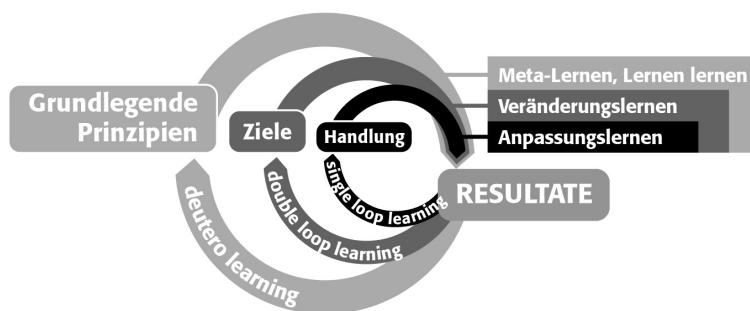 Grundlegende
Prinzipien
Ziele
Handlung
Meta-Lernen, Lernen lernen
Veränderungslernen
Anpassungslernen
RESULTATE
single loop learning
double loop learning
deutero learning